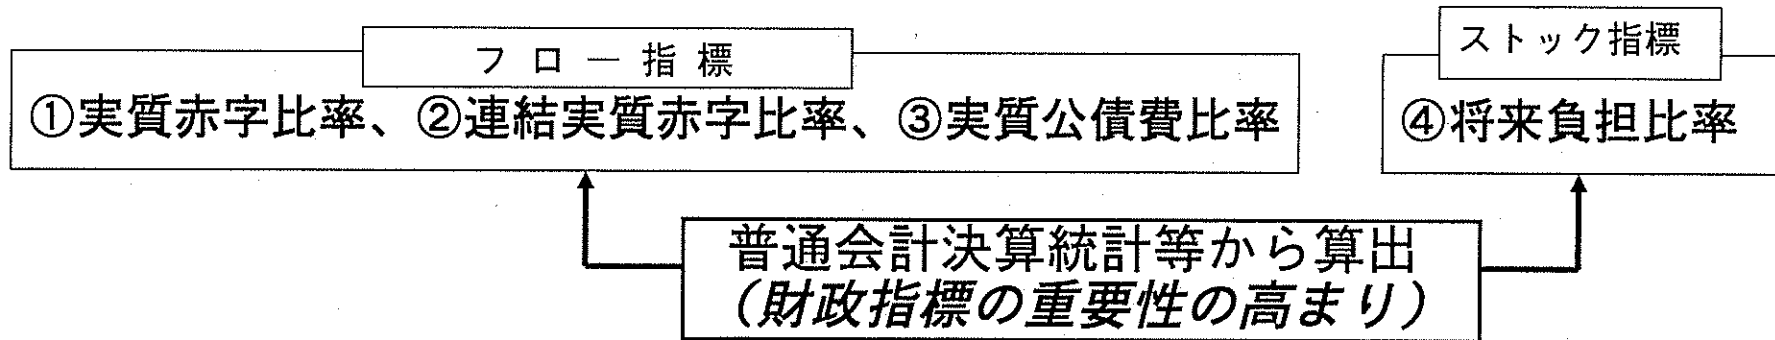 フロー指標
①実質赤字比率、②連結実質赤字比率、③実質公債費比率
ストック指標
④将来負担比率
普通会計決算統計等から算出
（財政指標の重要性の高まり）